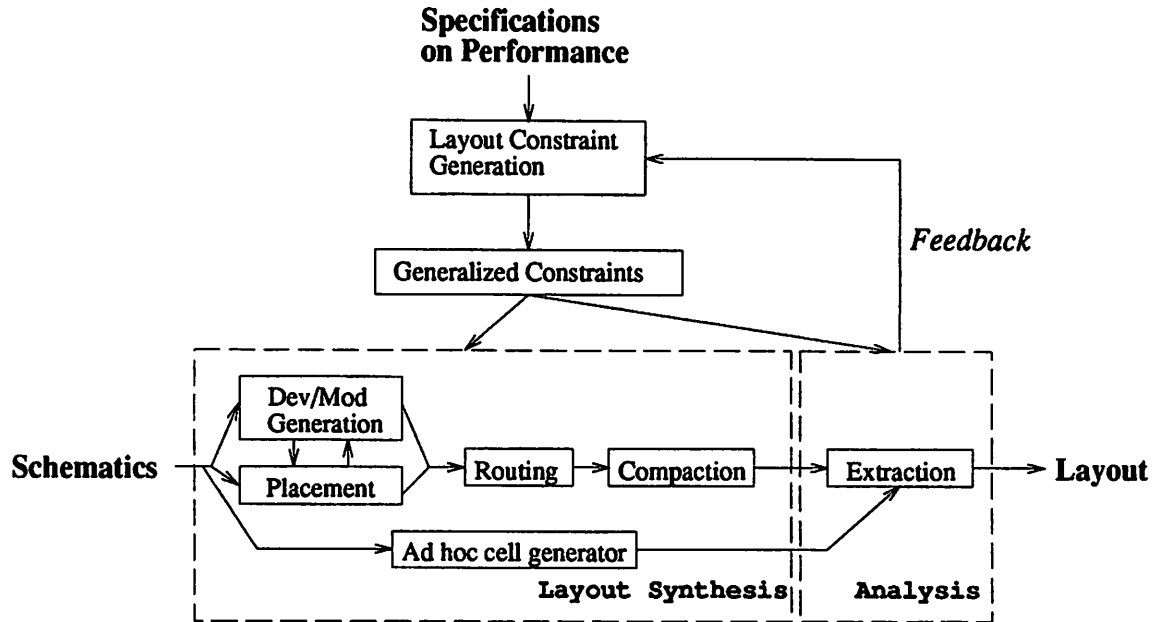 Specifications
on Performance
Layout Constraint
Generation
Feedback
Generalized Constraints
Dev/Mod
Generation
Schematics
Placement
Routing
Compaction
Extraction
Layout
Ad hoc cell generator
Layout Synthesis
Analysis